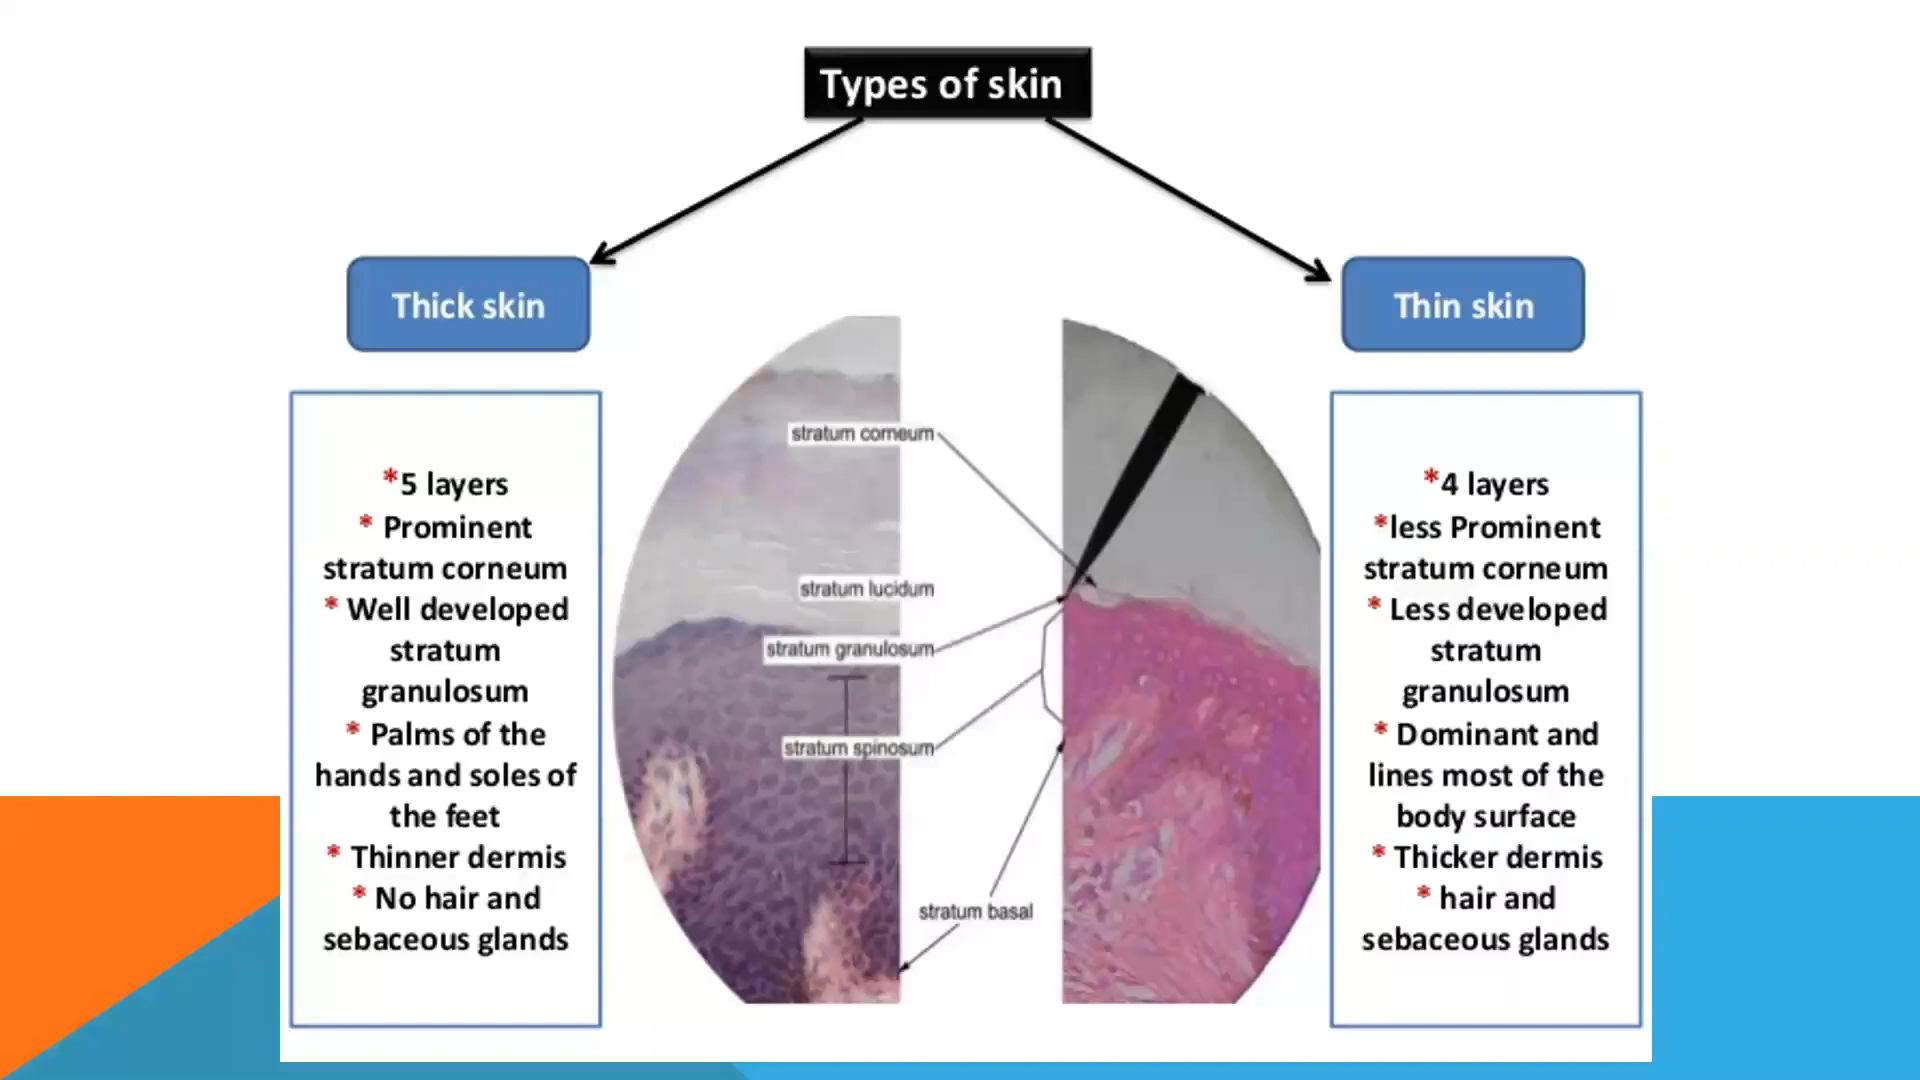 Types of skin
Thick skin
Thin skin
*5 layers
* Prominent
stratum corneum
* Well developed
stratum
granulosum
* Palms of the
hands and soles of
the feet
* Thinner dermis
* No hair and
sebaceous glands
stratum corneum
stratum lucidum
stratum granulosum
stratum spinosum
stratum basal
*4 layers
*less Prominent
stratum corneum
* Less developed
stratum
granulosum
* Dominant and
lines most of the
body surface
* Thicker dermis
* hair and
sebaceous glands